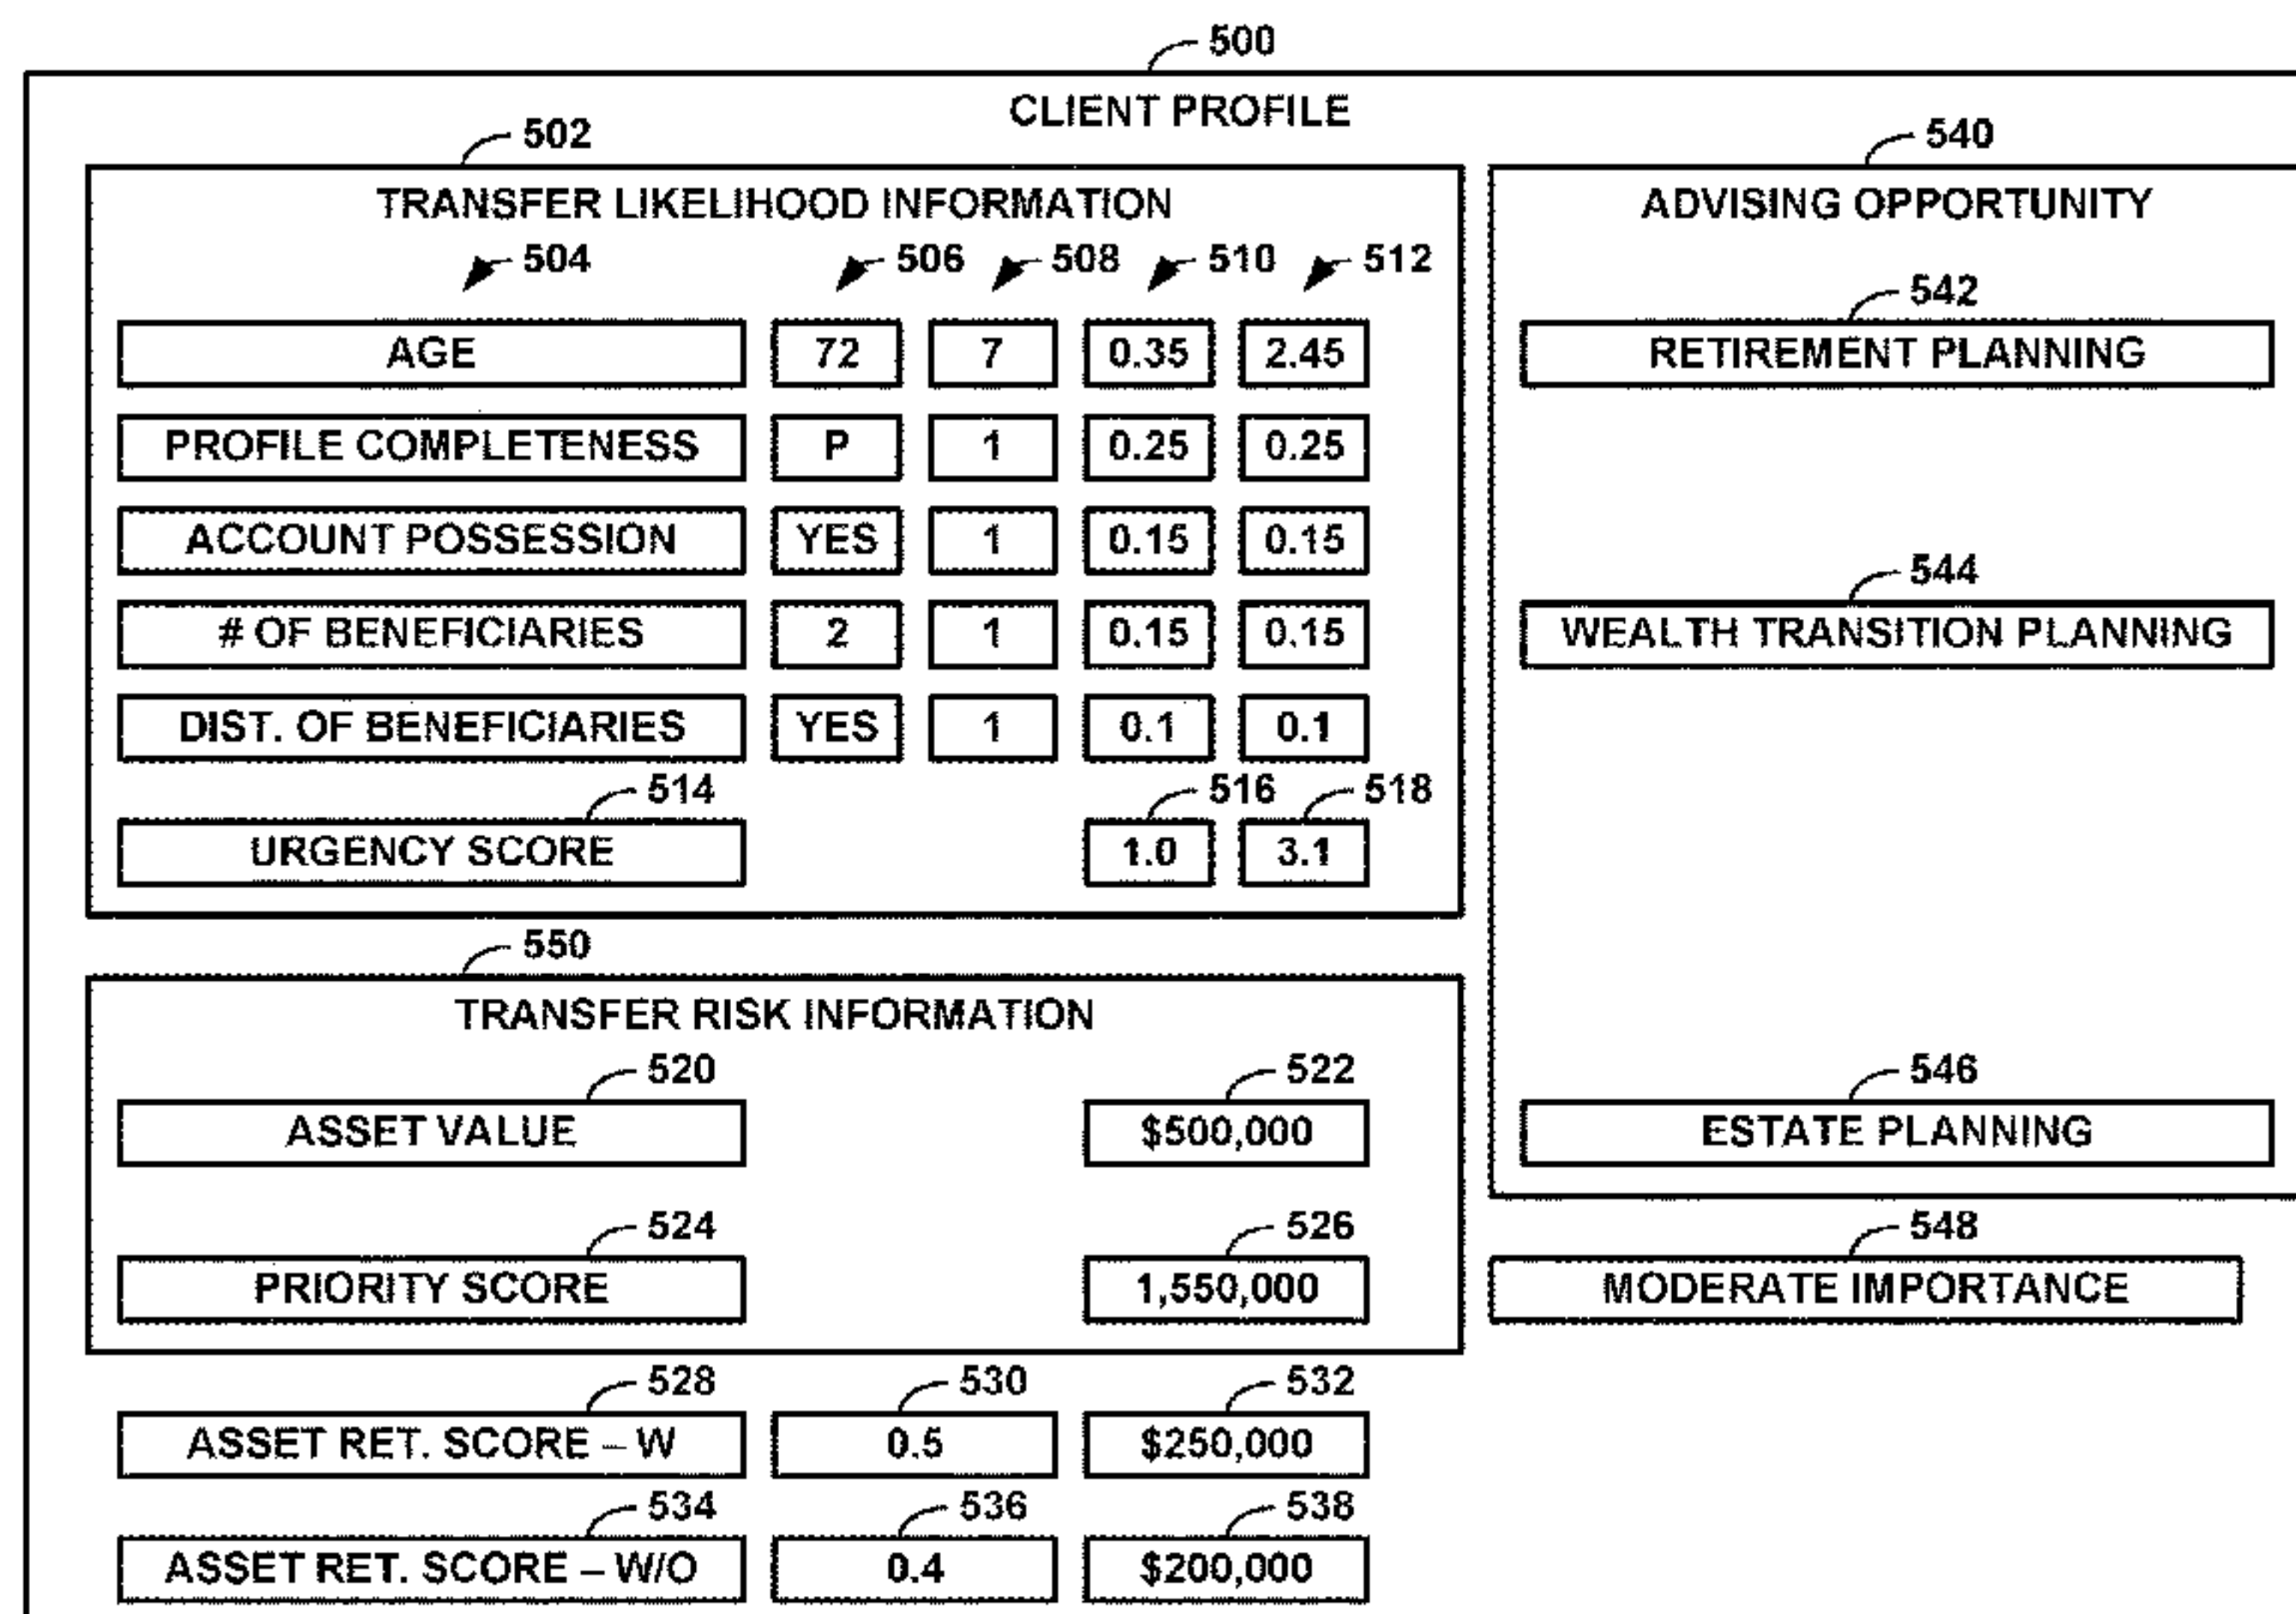 500
CLIENT PROFILE
502
TRANSFER LIKELIHOOD INFORMATION
504 506 508 510 512
AGE 72 7 0.35 2.45
PROFILE COMPLETENESS P 1 0.25 0.25
ACCOUNT POSSESSION YES 1 0.15 0.15
# OF BENEFICIARIES 2 1 0.15 0.15
DIST. OF BENEFICIARIES YES 1 0.1 0.1
514 516 518
URGENCY SCORE 1.0 3.1
550
TRANSFER RISK INFORMATION
520 522
ASSET VALUE $500,000
524 526
PRIORITY SCORE 1,550,000
528 530 532
ASSET RET. SCORE – W 0.5 $250,000
534 536 538
ASSET RET. SCORE – W/O 0.4 $200,000
540
ADVISING OPPORTUNITY
542
RETIREMENT PLANNING
544
WEALTH TRANSITION PLANNING
546
ESTATE PLANNING
548
MODERATE IMPORTANCE